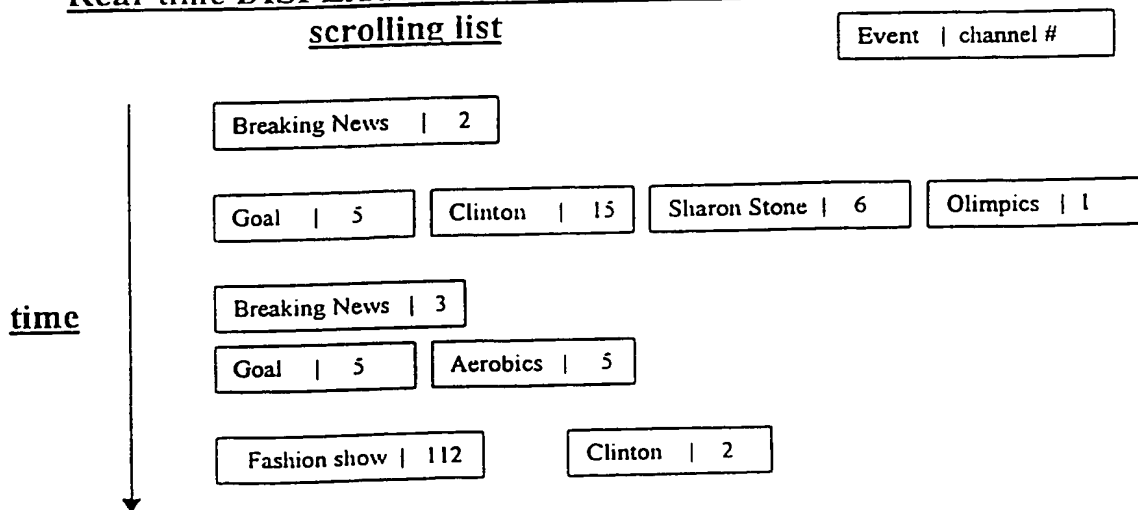 scrolling list
Event | channel #
Breaking News | 2
Goal | 5 Clinton | 15 Sharon Stone | 6 Olimpics | 1
Breaking News | 3
time
Goal | 5 Aerobics | 5
Fashion show | 112 Clinton | 2